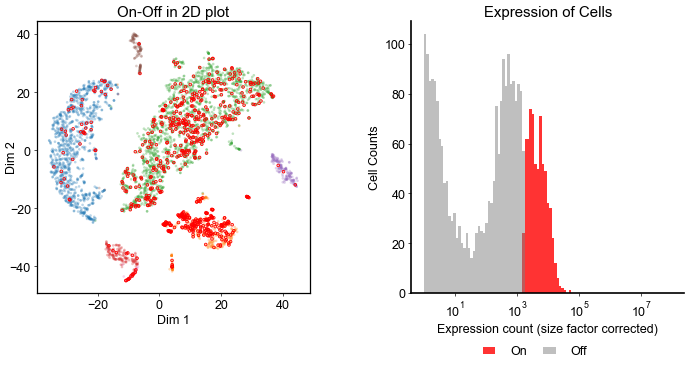 On-Off in 2D plot
40
20
0
−20
−40
Dim 2
−20
0
20
40
Dim 1
Expression of Cells
100
80
60
40
20
0
Cell Counts
10^1
10^3
10^5
10^7
Expression count (size factor corrected)
On
Off